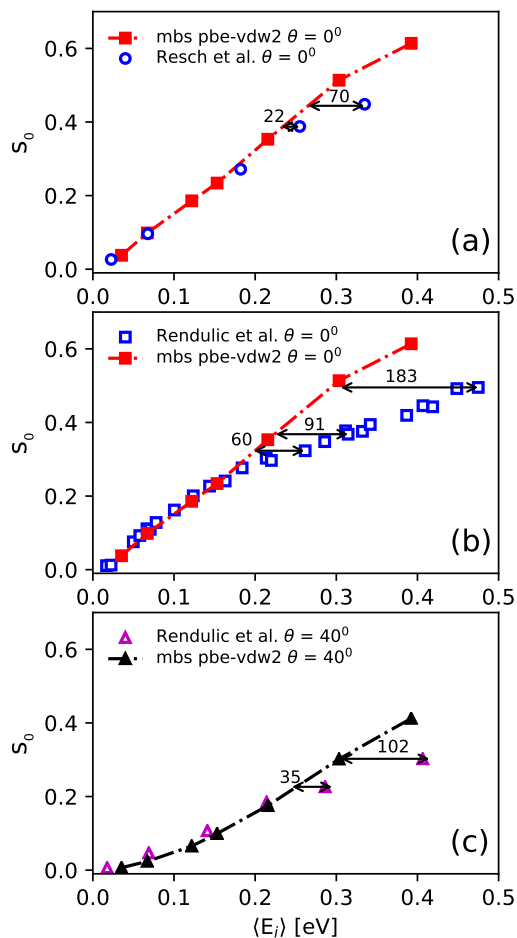 mbs pbe-vdw2 θ = 0⁰
Resch et al. θ = 0⁰
S₀
0.6
0.4
0.2
0.0
22
70
(a)
0.0 0.1 0.2 0.3 0.4 0.5
Rendulic et al. θ = 0⁰
mbs pbe-vdw2 θ = 0⁰
S₀
0.6
0.4
0.2
0.0
183
91
60
(b)
0.0 0.1 0.2 0.3 0.4 0.5
Rendulic et al. θ = 40⁰
mbs pbe-vdw2 θ = 40⁰
S₀
0.6
0.4
0.2
0.0
102
35
(c)
0.0 0.1 0.2 0.3 0.4 0.5
⟨Eᵢ⟩ [eV]